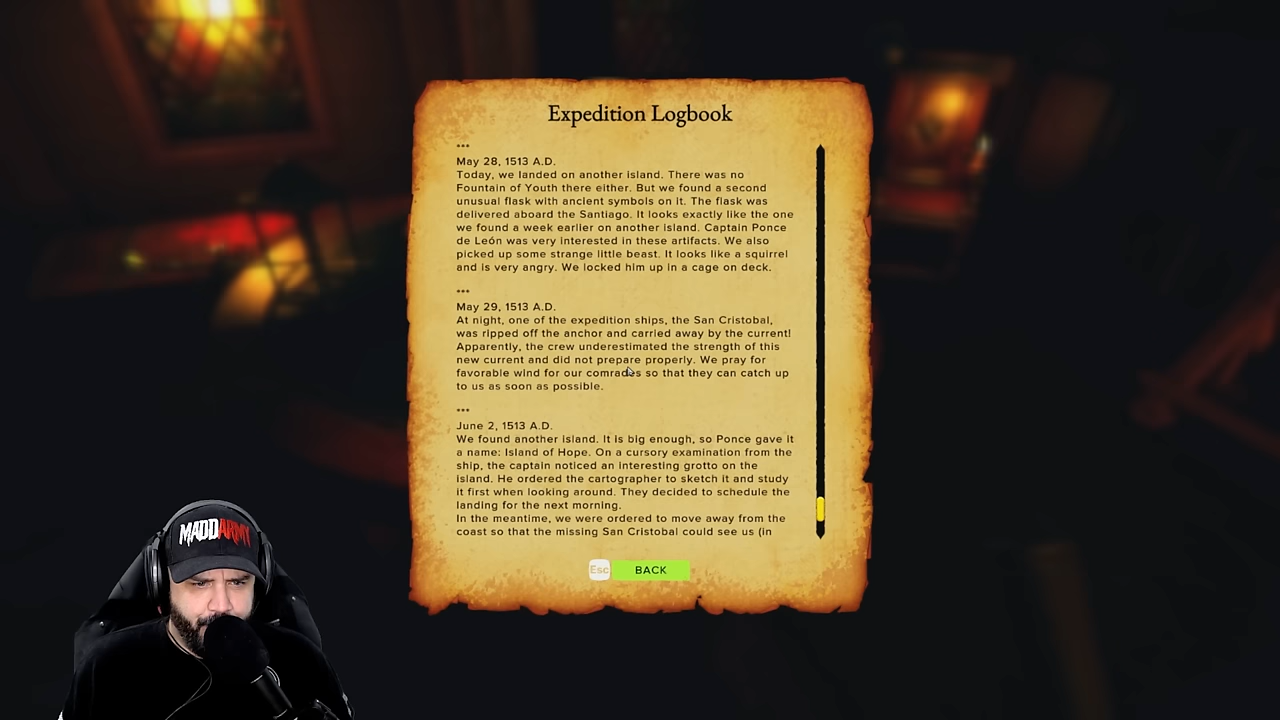 Expedition Logbook
***
May 28, 1513 A.D.
Today, we landed on another island. There was no
Fountain of Youth there either. But we found a second
unusual flask with ancient symbols on it. The flask was
delivered aboard the Santiago. It looks exactly like the one
we found a week earlier on another island. Captain Ponce
de León was very interested in these artifacts. We also
picked up some strange little beast. It looks like a squirrel
and is very angry. We locked him up in a cage on deck.
***
May 29, 1513 A.D.
At night, one of the expedition ships, the San Cristobal,
was ripped off the anchor and carried away by the current!
Apparently, the crew underestimated the strength of this
new current and did not prepare properly. We pray for
favorable wind for our comrades so that they can catch up
to us as soon as possible.
***
June 2, 1513 A.D.
We found another island. It is big enough, so Ponce gave it
a name: Island of Hope. On a cursory examination from the
ship, the captain noticed an interesting grotto on the
island. He ordered the cartographer to sketch it and study
it first when looking around. They decided to schedule the
landing for the next morning.
In the meantime, we were ordered to move away from the
coast so that the missing San Cristobal could see us (in
Esc BACK
MADDARMY